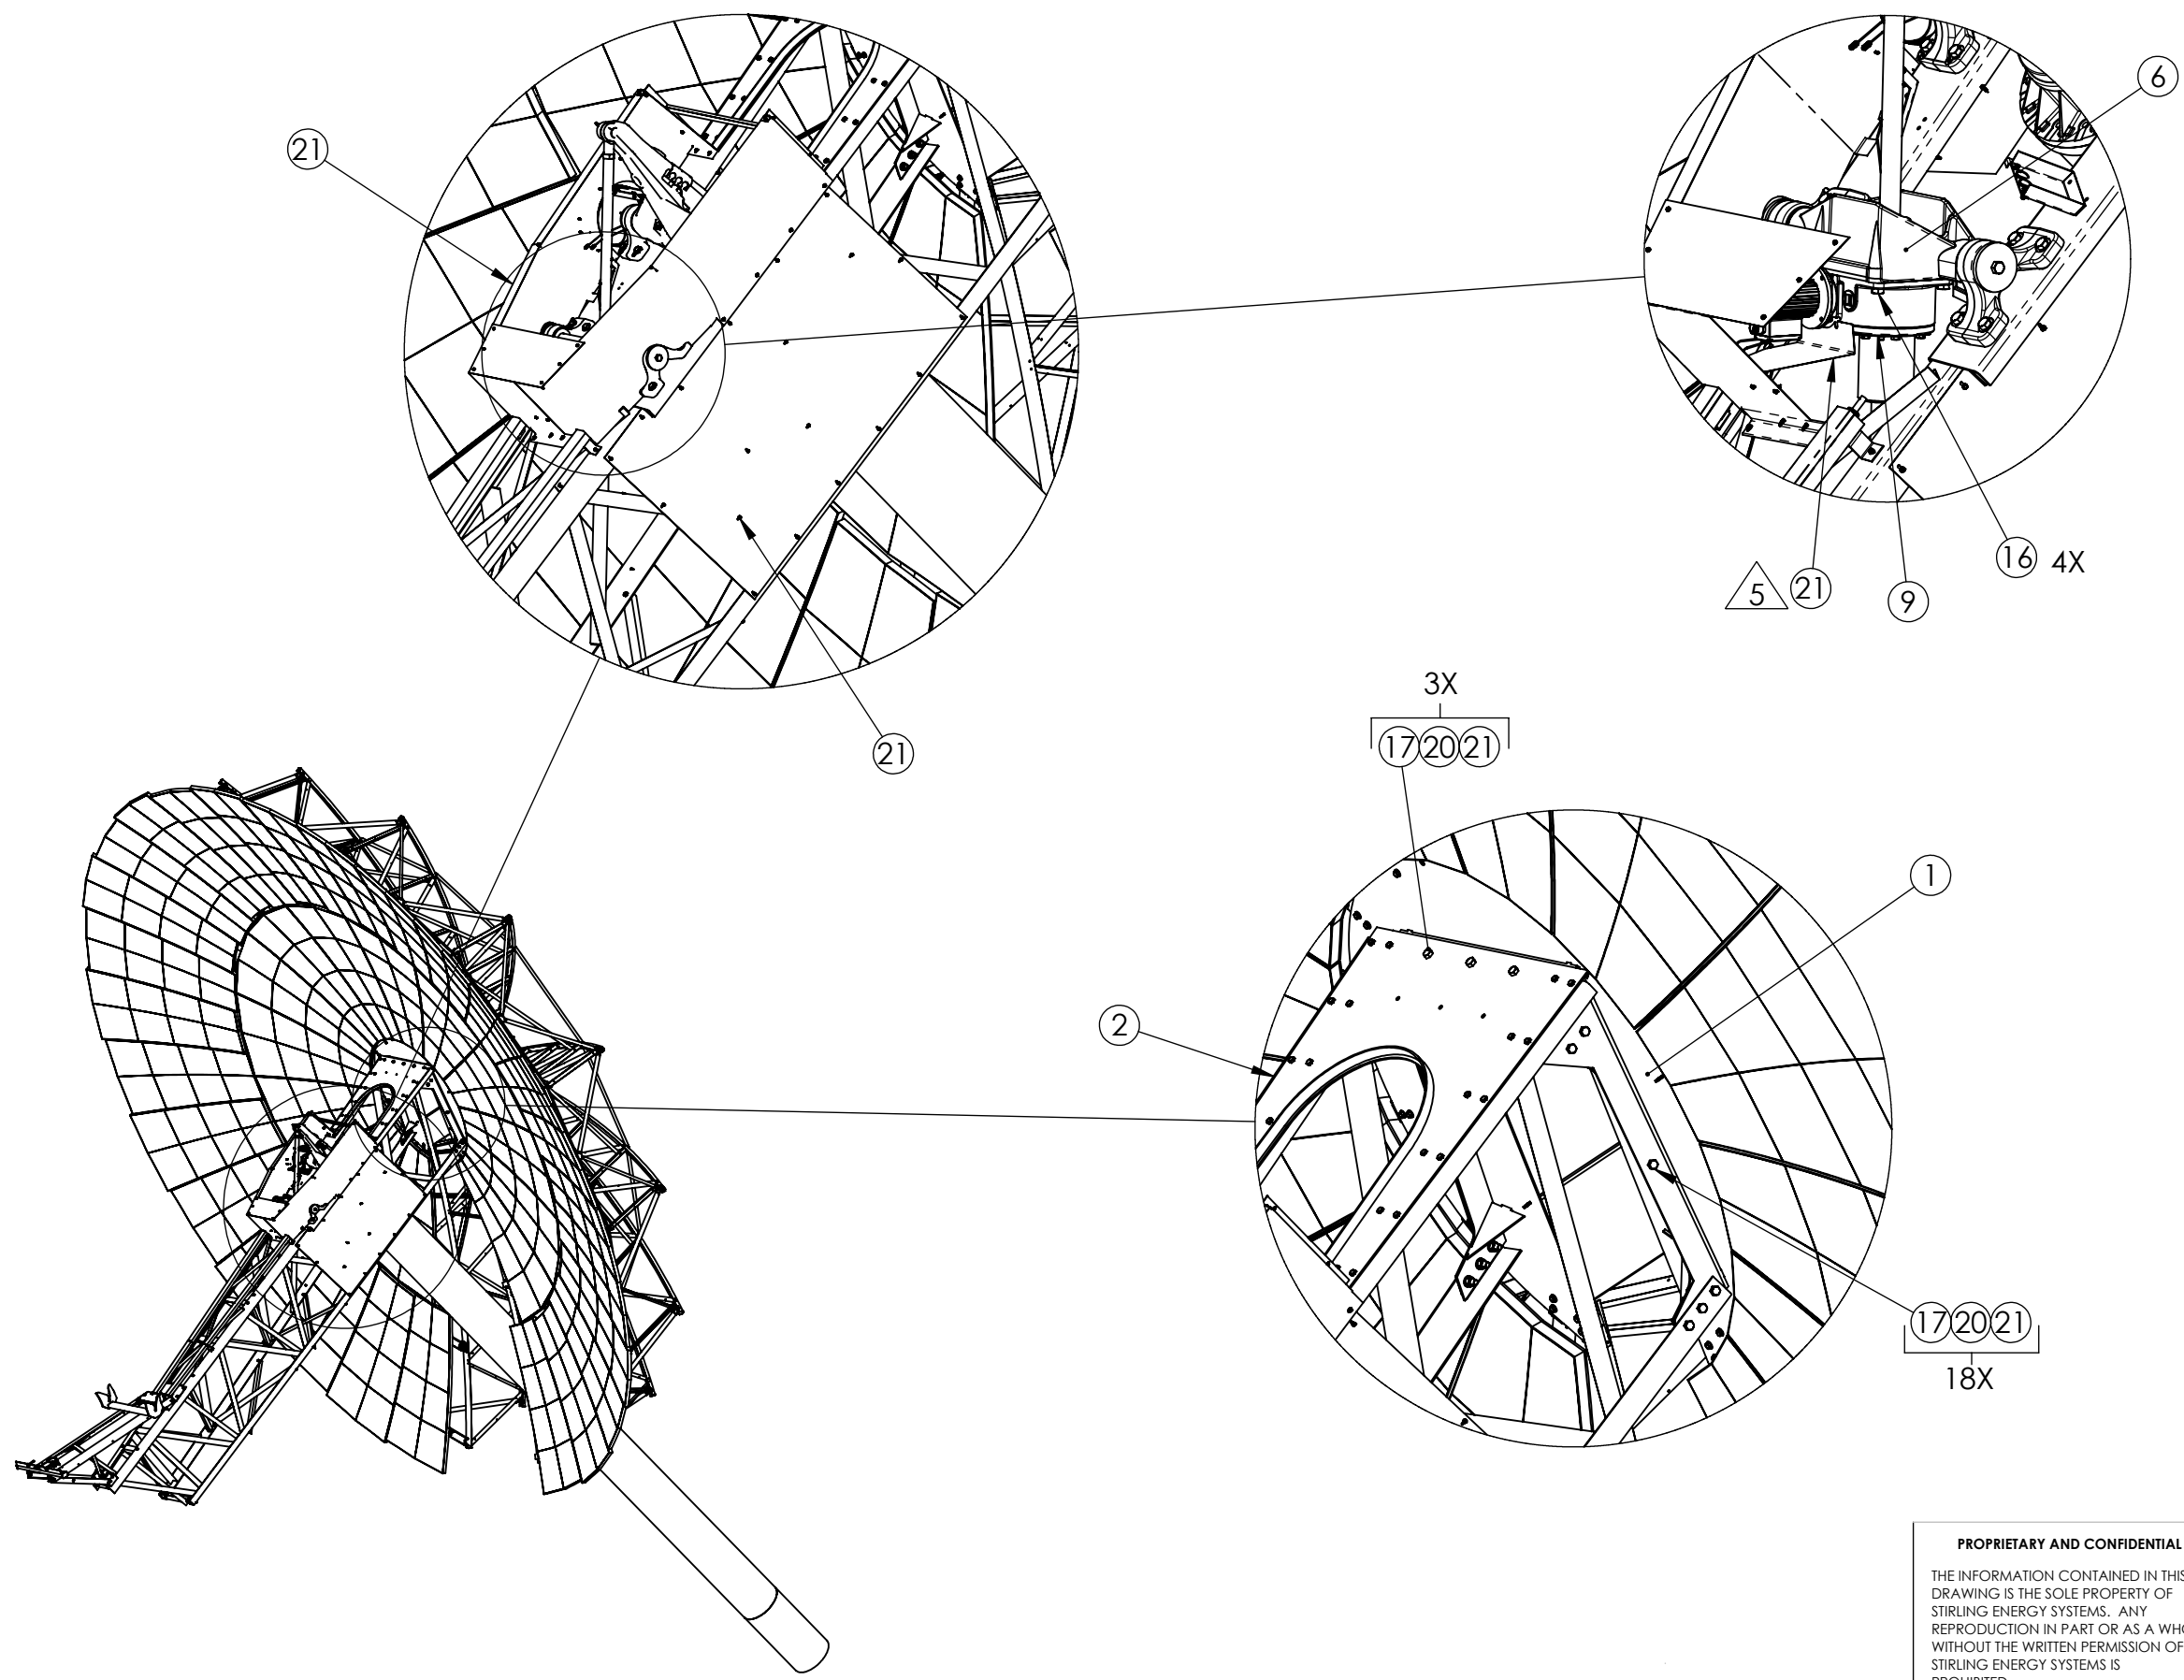 6
21
16 4X
5 21
9
3X
17 20 21
21
1
2
17 20 21
18X
PROPRIETARY AND CONFIDENTIAL
THE INFORMATION CONTAINED IN THIS
DRAWING IS THE SOLE PROPERTY OF
STIRLING ENERGY SYSTEMS. ANY
REPRODUCTION IN PART OR AS A
WITHOUT THE WRITTEN PERMISSION OF
STIRLING ENERGY SYSTEMS IS